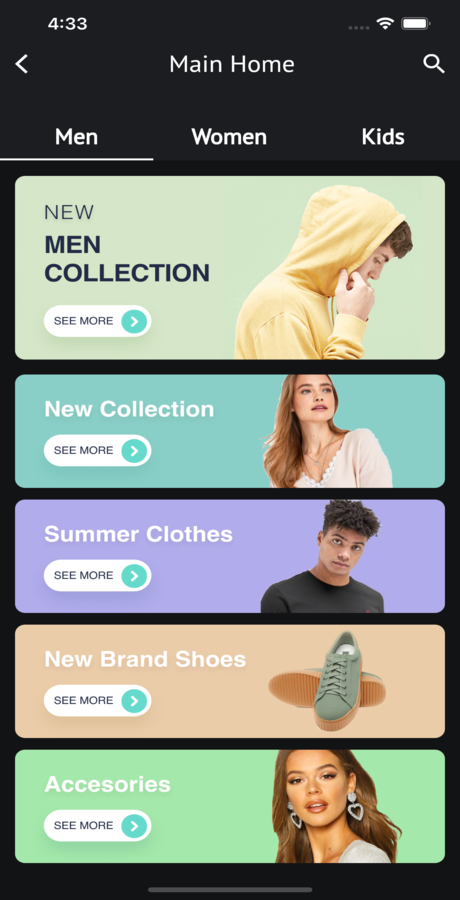 4:33
Main Home
Men Women Kids
NEW
MEN
COLLECTION
SEE MORE
New Collection
SEE MORE
Summer Clothes
SEE MORE
New Brand Shoes
SEE MORE
Accesories
SEE MORE